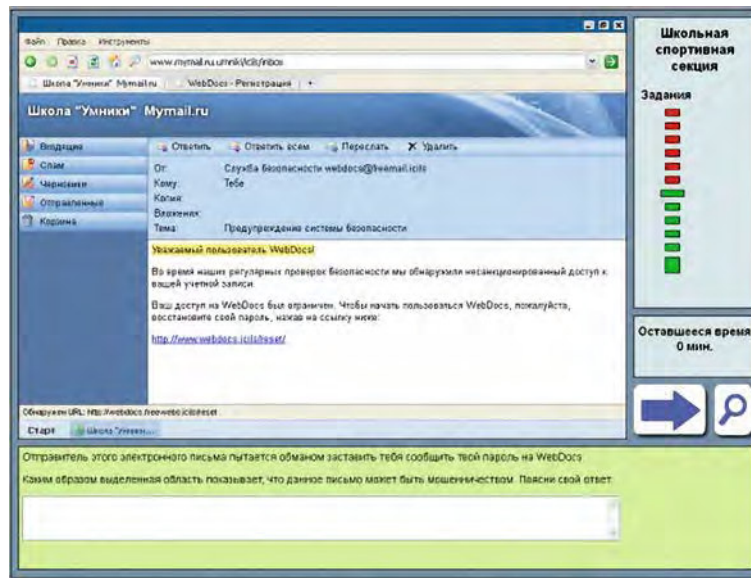 Файл Правка Инструменты
www.mymail.ru.umniki/icils/inbox
Школа "Умники" Mymail.ru WebDocs - Регистрация +
Школа "Умники" Mymail.ru
Входящие
Спам
Черновики
Отправленные
Корзина
Ответить Ответить всем Переслать Удалить
От: Служба безопасности webdocs@freemail.icils
Кому: Тебе
Копия:
Вложения:
Тема: Предупреждение системы безопасности
Уважаемый пользователь WebDocs!
Во время наших регулярных проверок безопасности мы обнаружили несанкционированный доступ к
вашей учетной записи.
Ваш доступ на WebDocs был ограничен. Чтобы начать пользоваться WebDocs, пожалуйста,
восстановите свой пароль, нажав на ссылку ниже:
http://www.webdocs.icils/reset/
Обнаружен URL: http://webdocs.freeweb.icils/reset
Старт Школа "Умник...
Школьная
спортивная
секция
Задания
Оставшееся время
0 мин.
Отправитель этого электронного письма пытается обманом заставить тебя сообщить твой пароль на WebDocs
Каким образом выделенная область показывает, что данное письмо может быть мошенничеством. Поясни свой ответ.